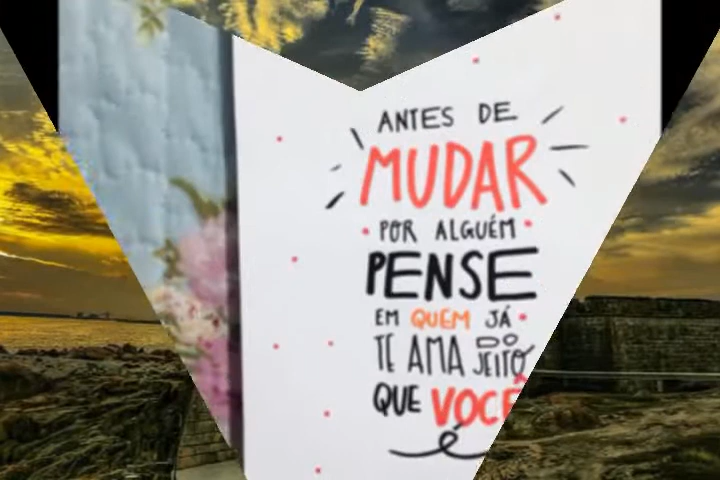 ANTES DE
MUDAR
POR ALGUÉM
PENSE
EM QUEM JÁ
TE AMA DO JEITO
QUE VOCÊ